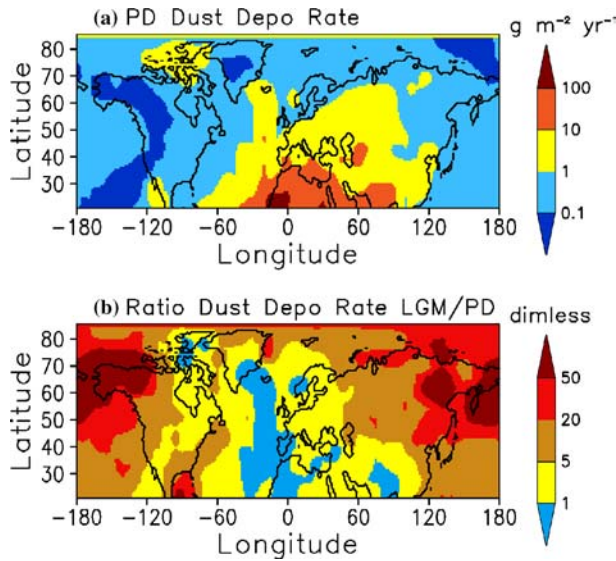 (a) PD Dust Depo Rate
g m⁻² yr⁻¹
80
70
60
50
40
30
Latitude
-180 -120 -60 0 60 120 180
Longitude
100
10
1
0.1
(b) Ratio Dust Depo Rate LGM/PD
dimless
80
70
60
50
40
30
Latitude
-180 -120 -60 0 60 120 180
Longitude
50
20
5
1